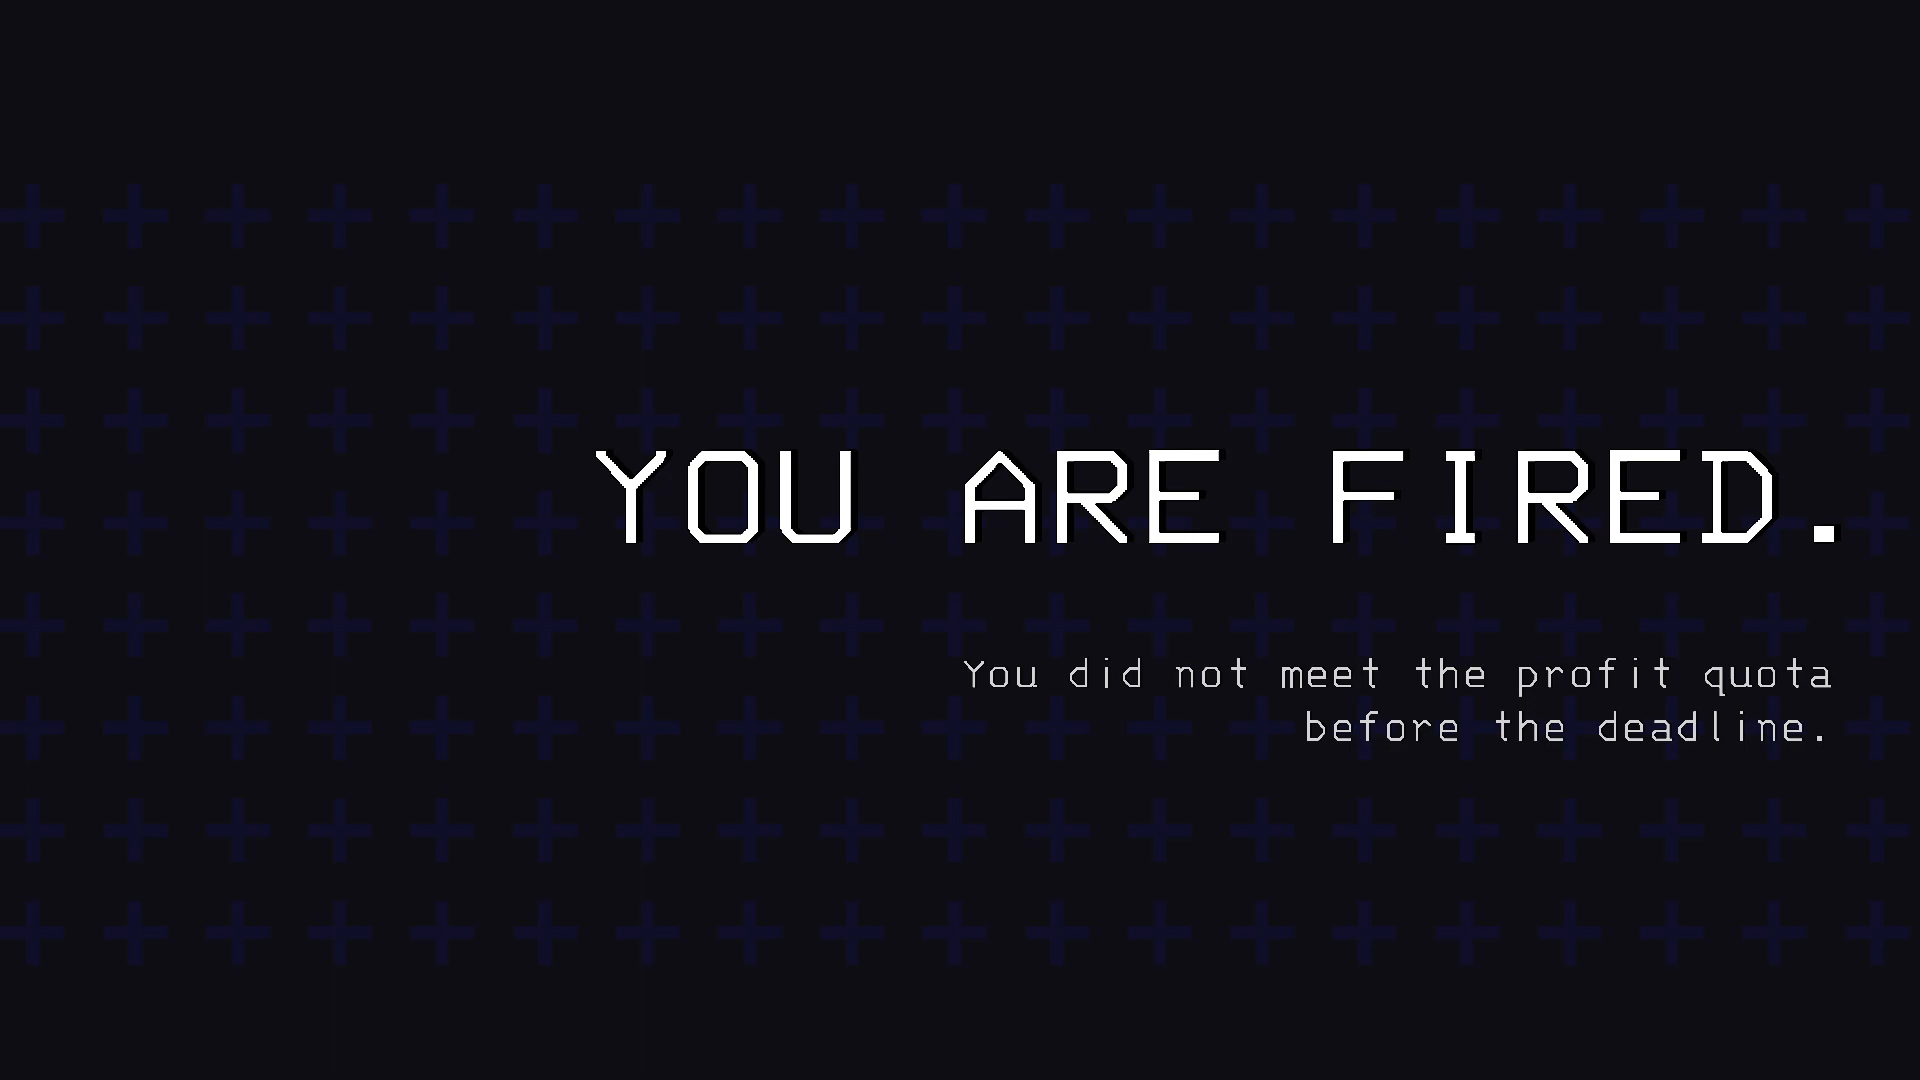 YOU ARE FIRED.
You did not meet the profit quota
before the deadline.